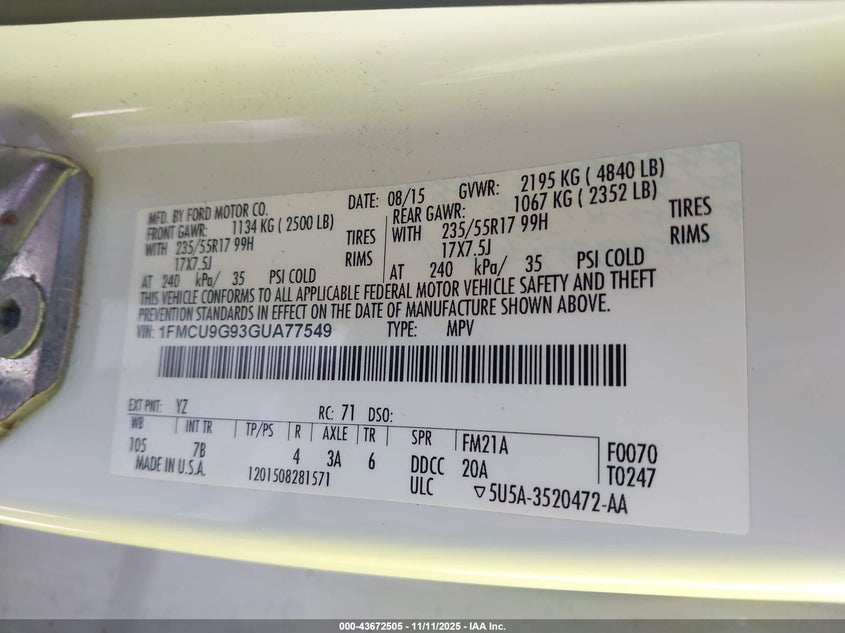 MFD. BY FORD MOTOR CO.
DATE: 08/15 GVWR: 2195 KG ( 4840 LB)
FRONT GAWR: 1134 KG ( 2500 LB) REAR GAWR: 1067 KG ( 2352 LB)
WITH 235/55R17 99H TIRES WITH 235/55R17 99H TIRES
17X7.5J RIMS 17X7.5J RIMS
AT 240 kPa/ 35 PSI COLD AT 240 kPa/ 35 PSI COLD
THIS VEHICLE CONFORMS TO ALL APPLICABLE FEDERAL MOTOR VEHICLE SAFETY AND THEFT
PREVENTION STANDARDS IN EFFECT ON THE DATE OF MANUFACTURE SHOWN ABOVE.
VIN: 1FMCU9G93GUA77549 TYPE: MPV
EXT PNT: YZ RC: 71 DSO:
WB INT TR TP/PS R AXLE TR SPR FM21A F0070
105 7B 4 3A 6 DDCC 20A T0247
MADE IN U.S.A. 1201508281571 ULC ▽5U5A-3520472-AA
000-43672505 - 11/11/2025 - IAA Inc.